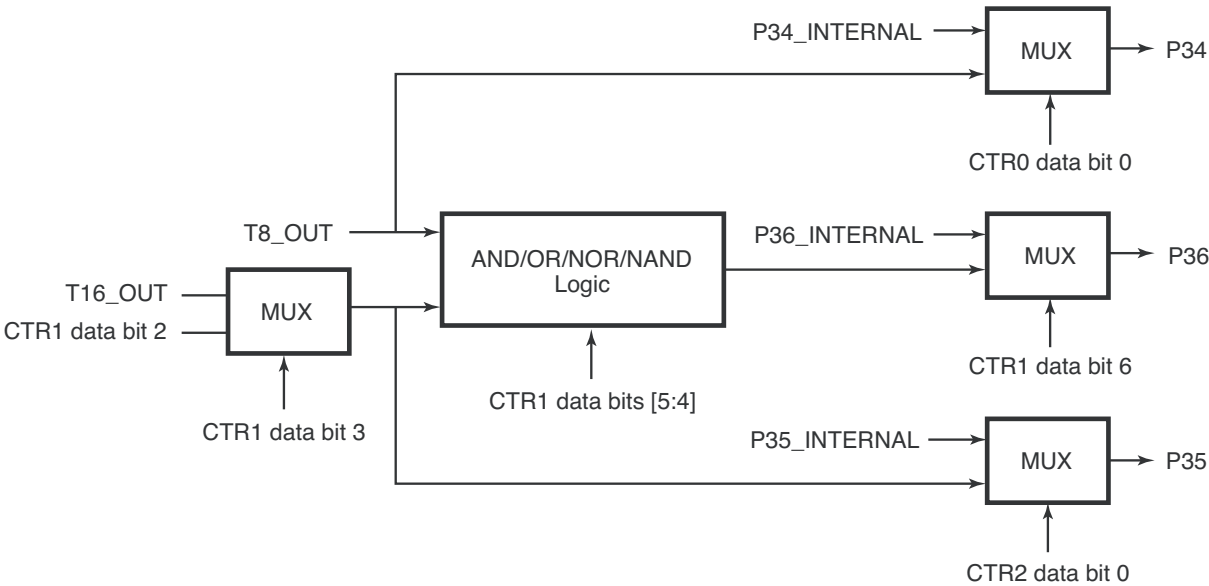 P34_INTERNAL
MUX
P34
CTR0 data bit 0
T8_OUT
AND/OR/NOR/NAND
Logic
P36_INTERNAL
MUX
P36
T16_OUT
MUX
CTR1 data bit 2
CTR1 data bit 6
CTR1 data bits [5:4]
CTR1 data bit 3
P35_INTERNAL
MUX
P35
CTR2 data bit 0